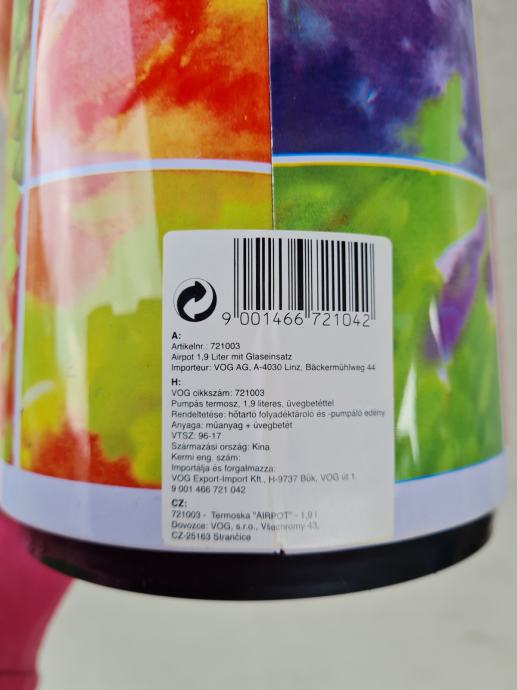 9 001466 721042
A:
Artikelnr.: 721003
Airpot 1,9 Liter mit Glaseinsatz
Importeur: VOG AG, A-4030 Linz, Bäckermühlweg 44
H:
VOG cikkszám: 721003
Pumpás termosz, 1,9 literes, üvegbetéttel
Rendeltetése: hőtartó folyadéktároló és -pumpáló edény
Anyaga: műanyag + üvegbetét
VTSZ: 96-17
Származási ország: Kina
Kermi eng. szám:
Importálja és forgalmazza:
VOG Export-Import Kft., H-9737 Bük, VOG út 1.
9 001 466 721 042
CZ:
721003 - Termoska "AIRPOT" - 1,9 l
Dovozce: VOG, s.r.o., Všechromy 43,
CZ-25163 Strančice